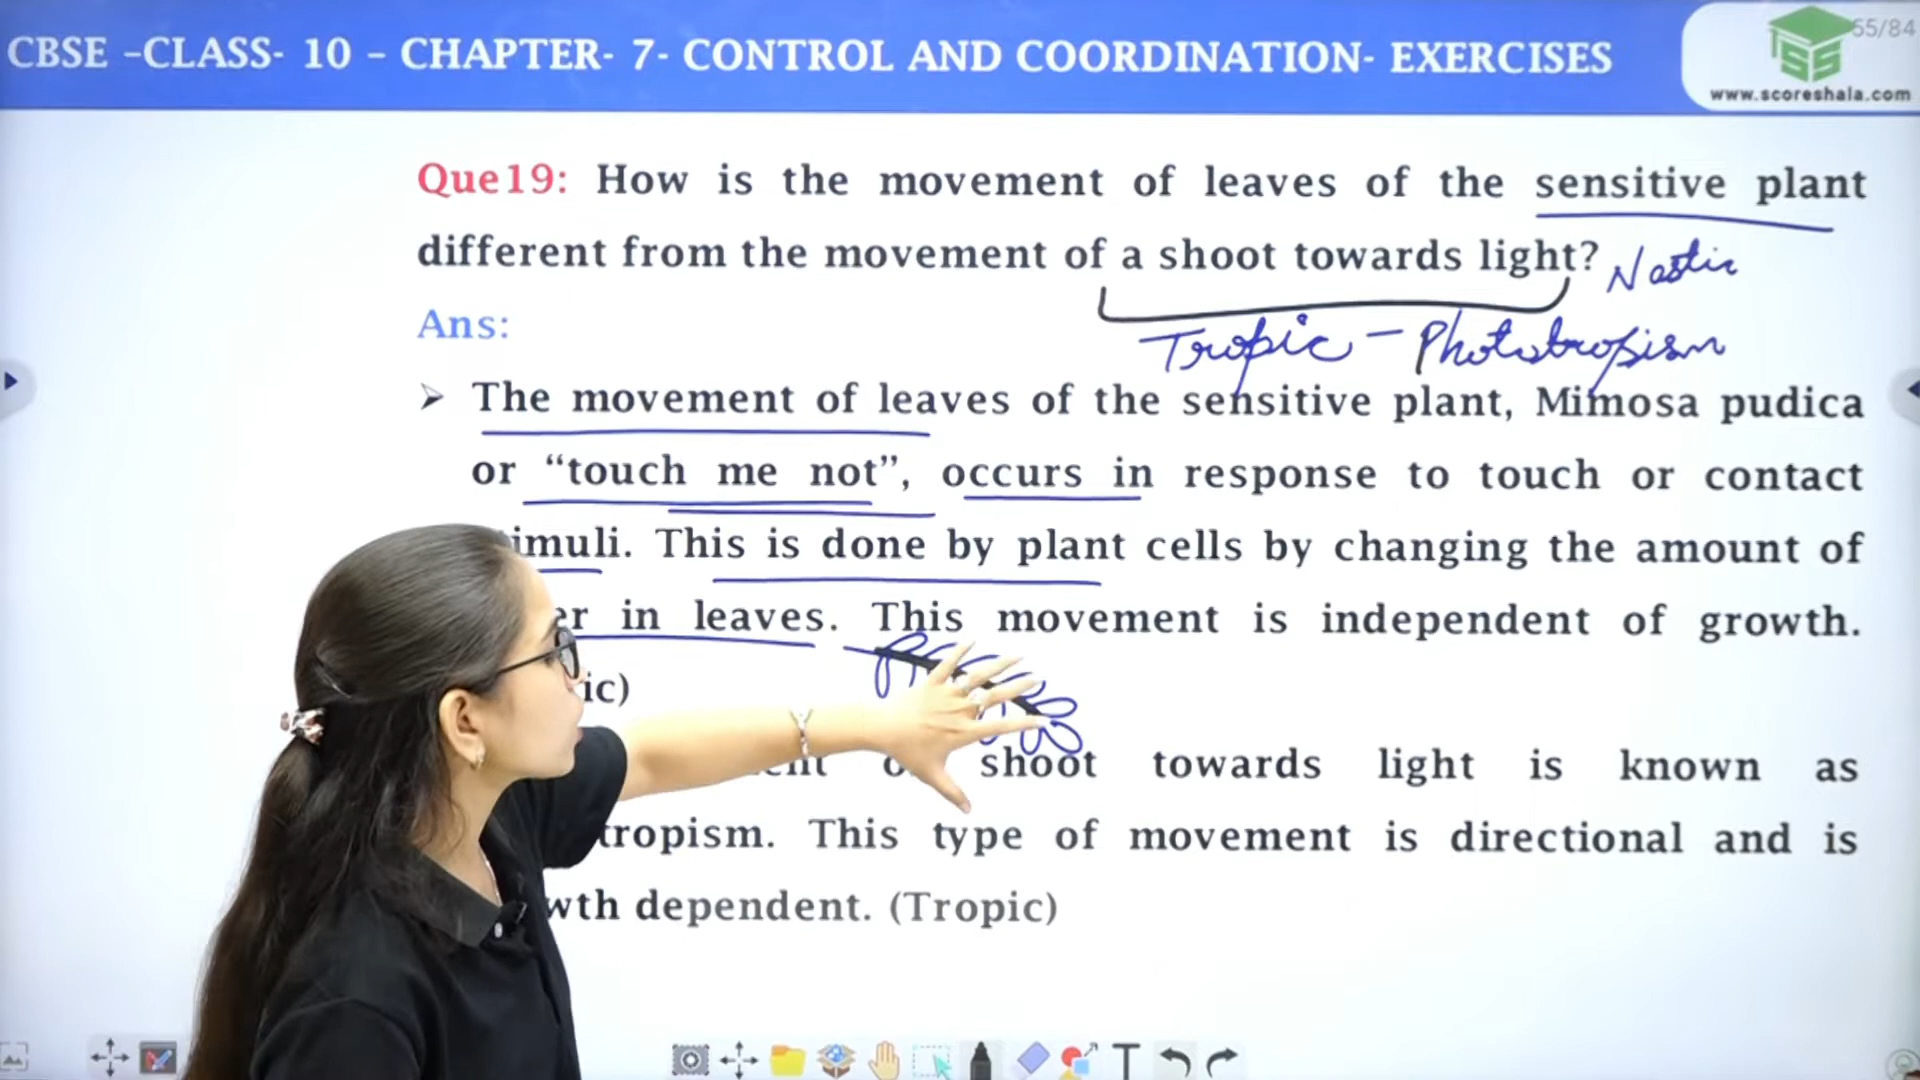 CBSE –CLASS- 10 – CHAPTER- 7- CONTROL AND COORDINATION- EXERCISES
55/84
www.scoreshala.com
Que19: How is the movement of leaves of the sensitive plant
different from the movement of a shoot towards light? Nastic
Ans:
Tropic - Phototropism
➢ The movement of leaves of the sensitive plant, Mimosa pudica
or “touch me not”, occurs in response to touch or contact
imuli. This is done by plant cells by changing the amount of
er in leaves. This movement is independent of growth.
ic)
shoot towards light is known as
tropism. This type of movement is directional and is
wth dependent. (Tropic)